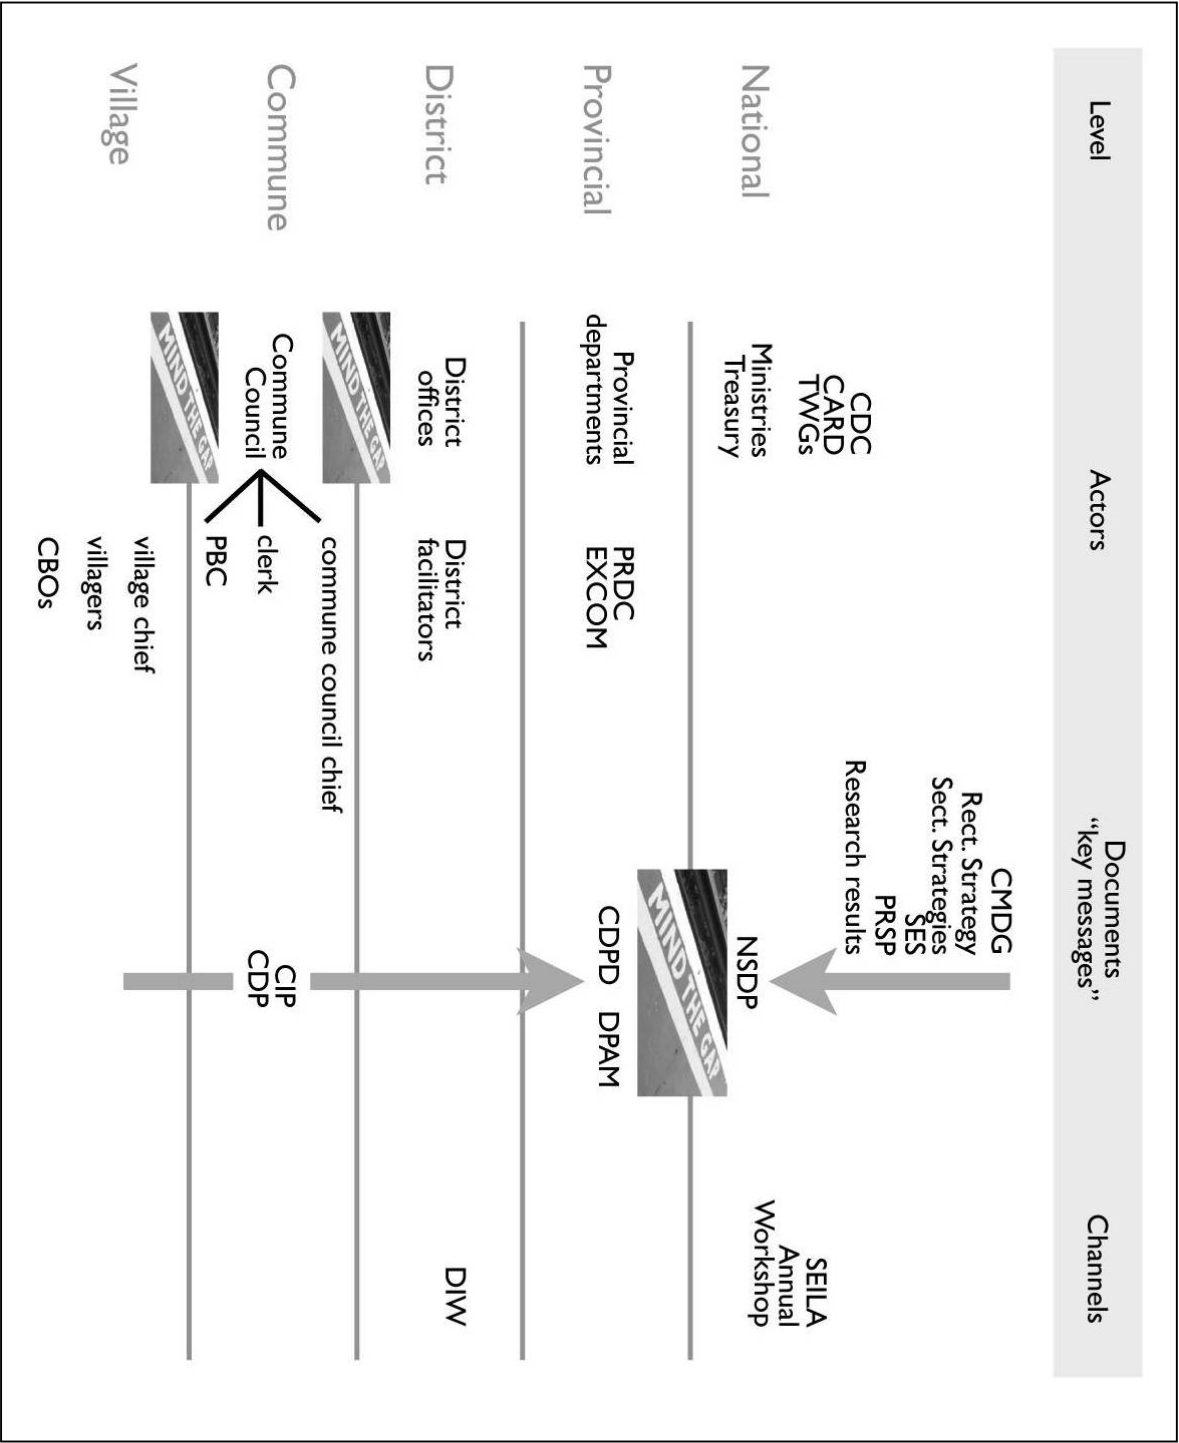 Level
Actors
Documents
“key messages”
Channels
National
CDC
CARD
TWGs
Ministries
Treasury
CMDG
Rect. Strategy
Sect. Strategies
SES
PRSP
Research results
NSDP
SEILA
Annual
Workshop
MIND THE GAP
Provincial
Provincial
departments
PRDC
EXCOM
CDPD DPAM
District
District
offices
District
facilitators
DIW
MIND THE GAP
Commune
Commune
Council
commune council chief
clerk
PBC
CIP
CDP
MIND THE GAP
Village
village chief
villagers
CBOs